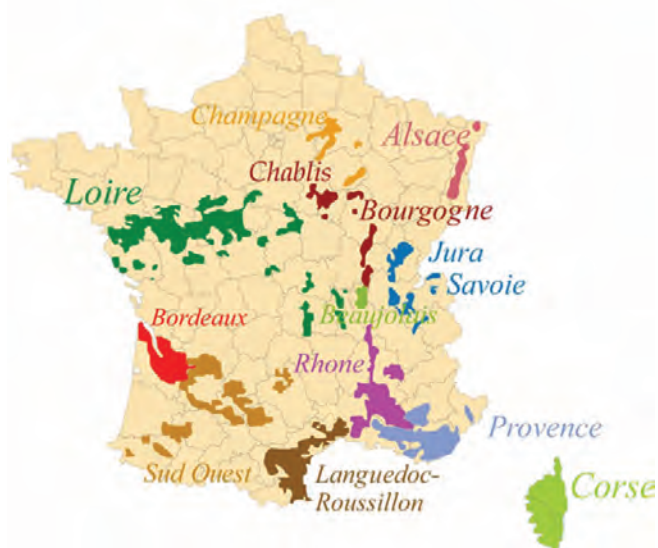 Champagne
Alsace
Chablis
Loire
Bourgogne
Jura
Savoie
Beaujolais
Bordeaux
Rhone
Provence
Sud Ouest
Languedoc-
Roussillon
Corse